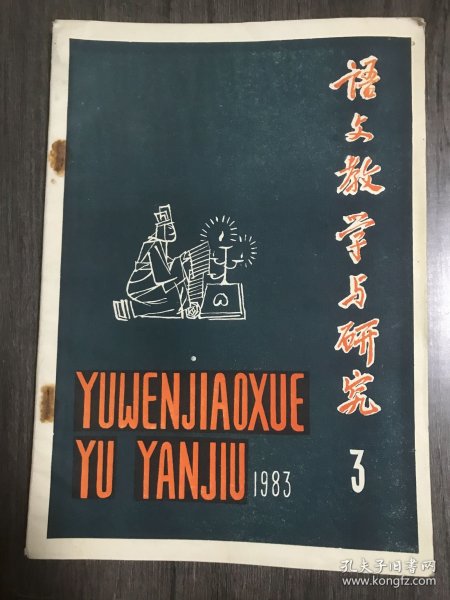 语文教学与研究
3
YUWENJIAOXUE
YU YANJIU 1983
孔夫子旧书网
www.kongfz.com